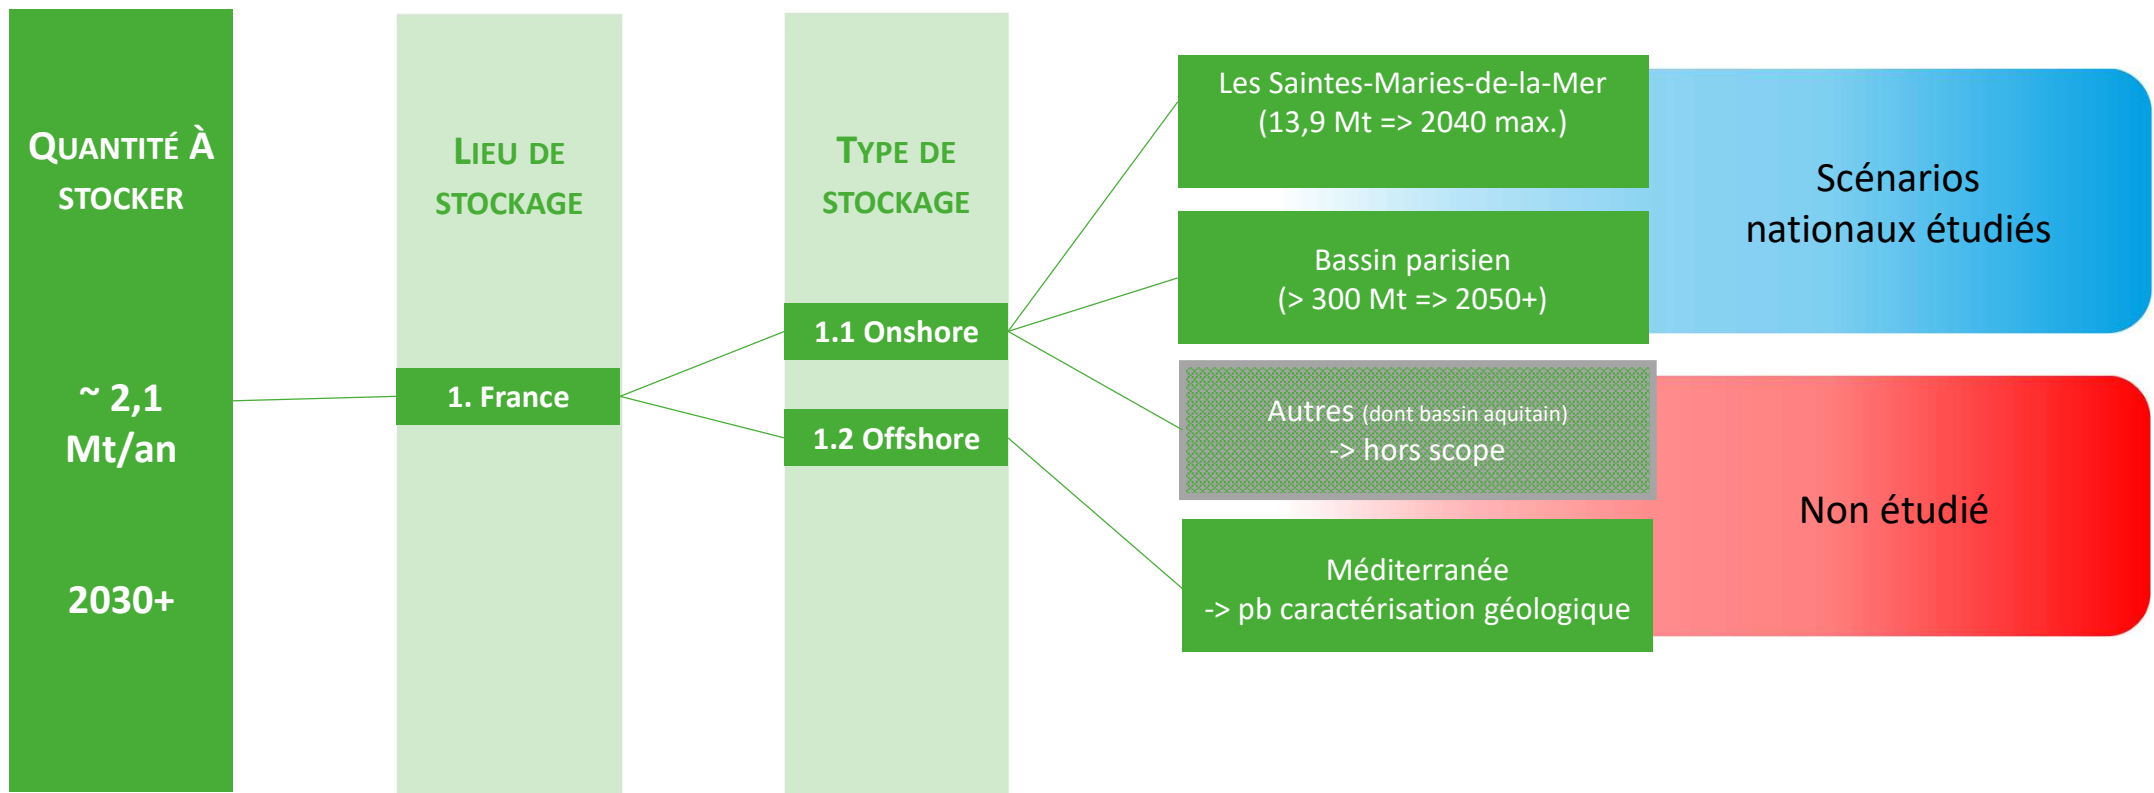 QUANTITÉ À
STOCKER
~ 2,1
Mt/an
2030+
LIEU DE
STOCKAGE
1. France
TYPE DE
STOCKAGE
1.1 Onshore
1.2 Offshore
Les Saintes-Maries-de-la-Mer
(13,9 Mt => 2040 max.)
Bassin parisien
(> 300 Mt => 2050+)
Autres (dont bassin aquitain)
-> hors scope
Méditerranée
-> pb caractérisation géologique
Scénarios
nationaux étudiés
Non étudié